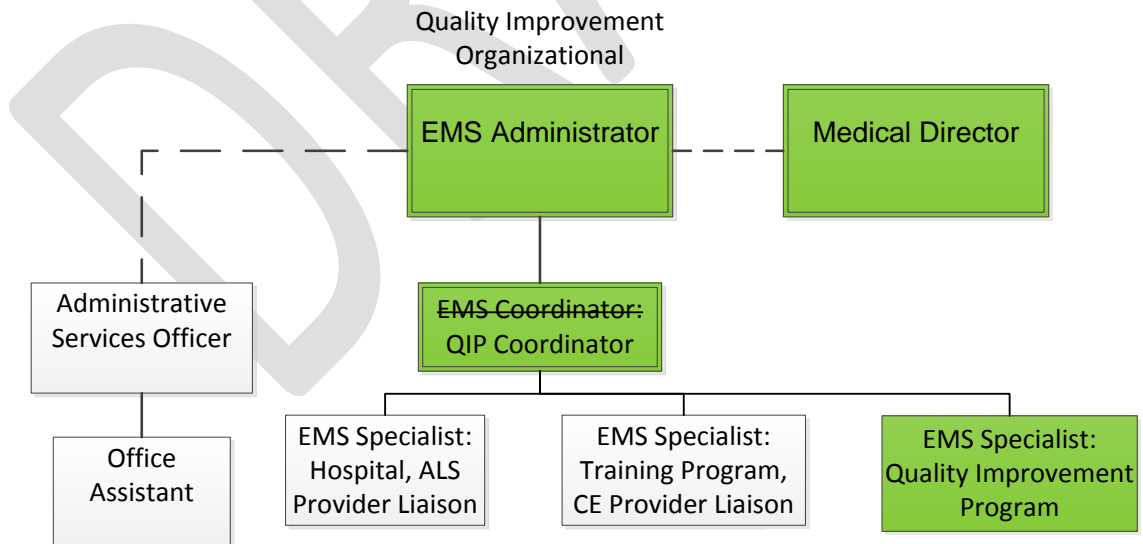 Quality Improvement
Organizational
EMS Administrator
Medical Director
Administrative
Services Officer
EMS Coordinator:
QIP Coordinator
Office
Assistant
EMS Specialist:
Hospital, ALS
Provider Liaison
EMS Specialist:
Training Program,
CE Provider Liaison
EMS Specialist:
Quality Improvement
Program